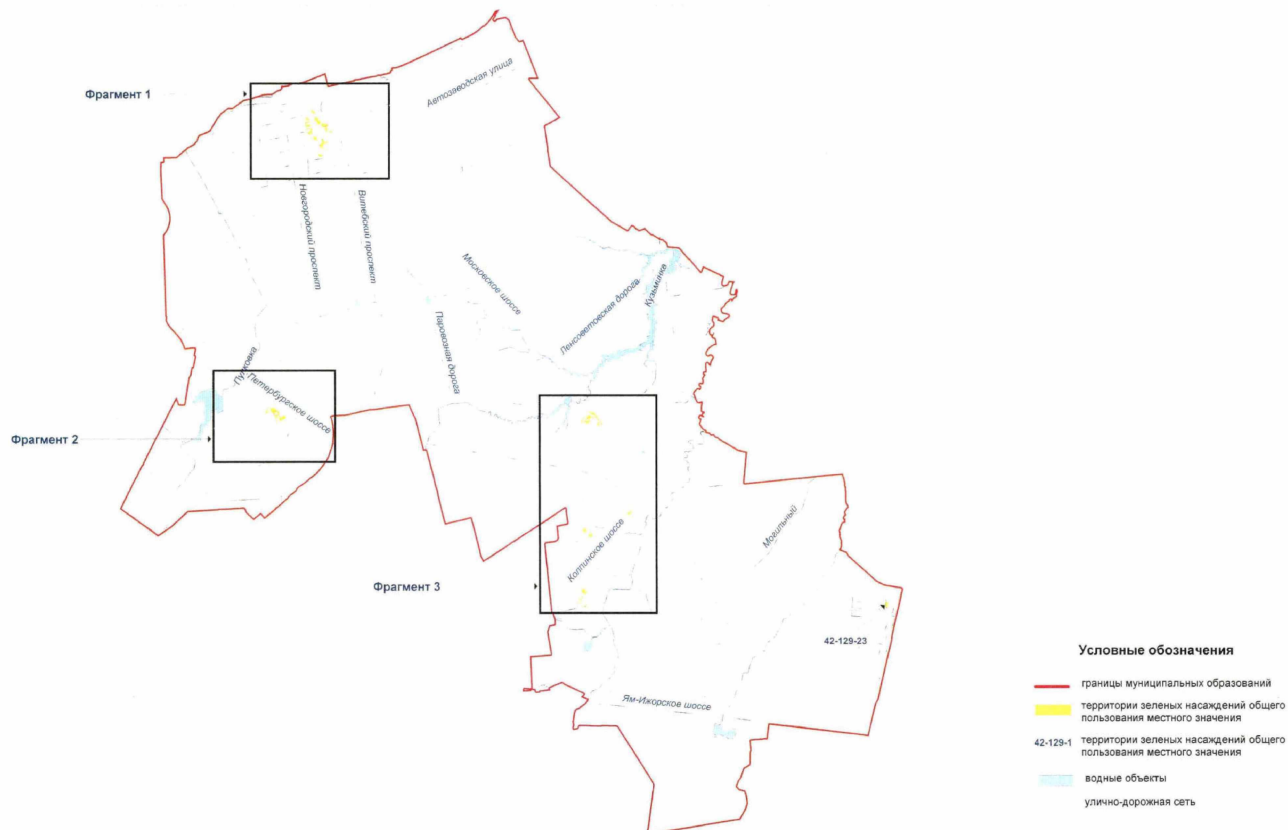 Фрагмент 1
Автозаводская улица
Новгородский проспект
Витебский проспект
Московское шоссе
Ленсоветовская дорога
Кузьминка
Паровозная дорога
Пулковка
Петербургское шоссе
Фрагмент 2
Колпинское шоссе
Могильный
Фрагмент 3
42-129-23
Ям-Ижорское шоссе
Условные обозначения
границы муниципальных образований
территории зеленых насаждений общего
пользования местного значения
42-129-1 территории зеленых насаждений общего
пользования местного значения
водные объекты
улично-дорожная сеть